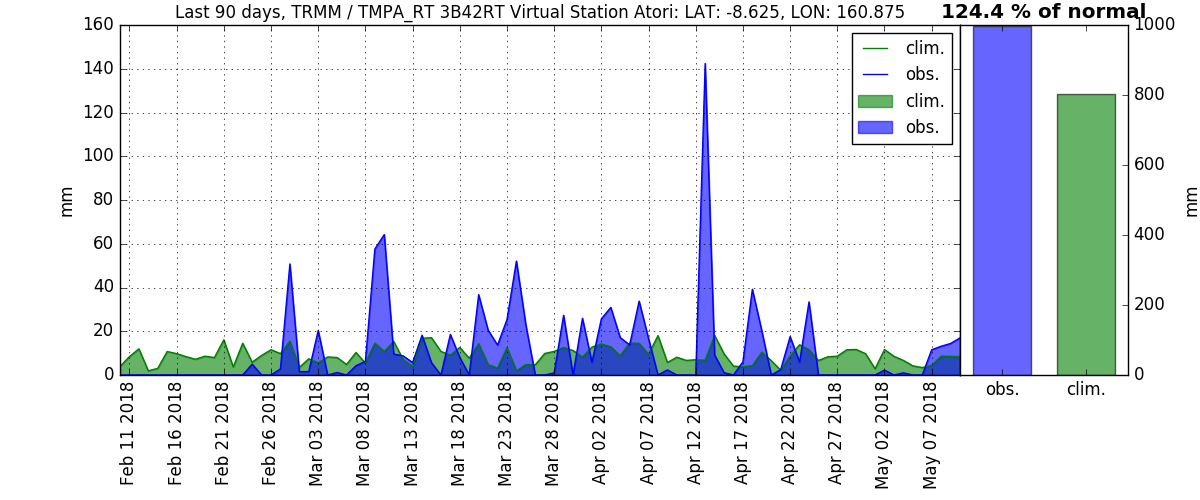 Last 90 days, TRMM / TMPA_RT 3B42RT Virtual Station Atori: LAT: -8.625, LON: 160.875
124.4 % of normal
160
140
120
100
80
60
40
20
0
mm
clim.
obs.
clim.
obs.
1000
800
600
400
200
0
mm
obs.
clim.
Feb 11 2018
Feb 16 2018
Feb 21 2018
Feb 26 2018
Mar 03 2018
Mar 08 2018
Mar 13 2018
Mar 18 2018
Mar 23 2018
Mar 28 2018
Apr 02 2018
Apr 07 2018
Apr 12 2018
Apr 17 2018
Apr 22 2018
Apr 27 2018
May 02 2018
May 07 2018